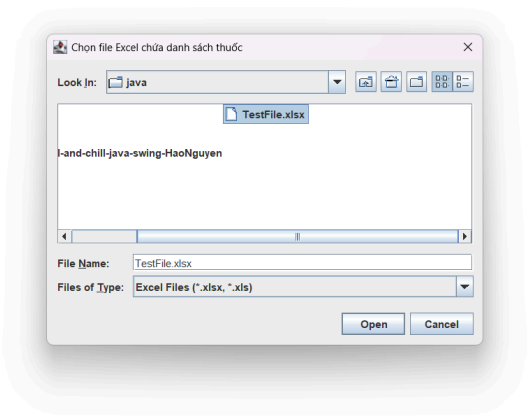 Chọn file Excel chứa danh sách thuốc
Look In: java
TestFile.xlsx
l-and-chill-java-swing-HaoNguyen
File Name: TestFile.xlsx
Files of Type: Excel Files (*.xlsx, *.xls)
Open Cancel